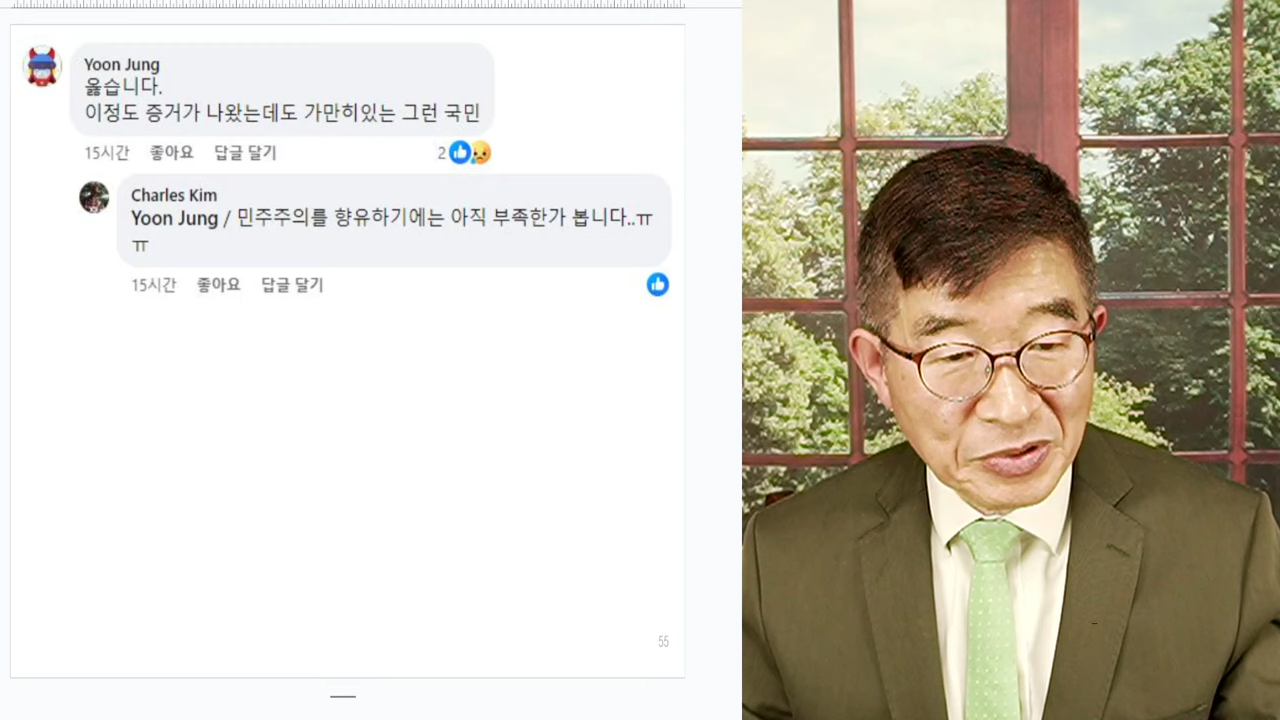 Yoon Jung
옳습니다.
이정도 증거가 나왔는데도 가만히있는 그런 국민
15시간 좋아요 답글 달기 2
Charles Kim
Yoon Jung / 민주주의를 향유하기에는 아직 부족한가 봅니다..ㅠ
ㅠ
15시간 좋아요 답글 달기
55